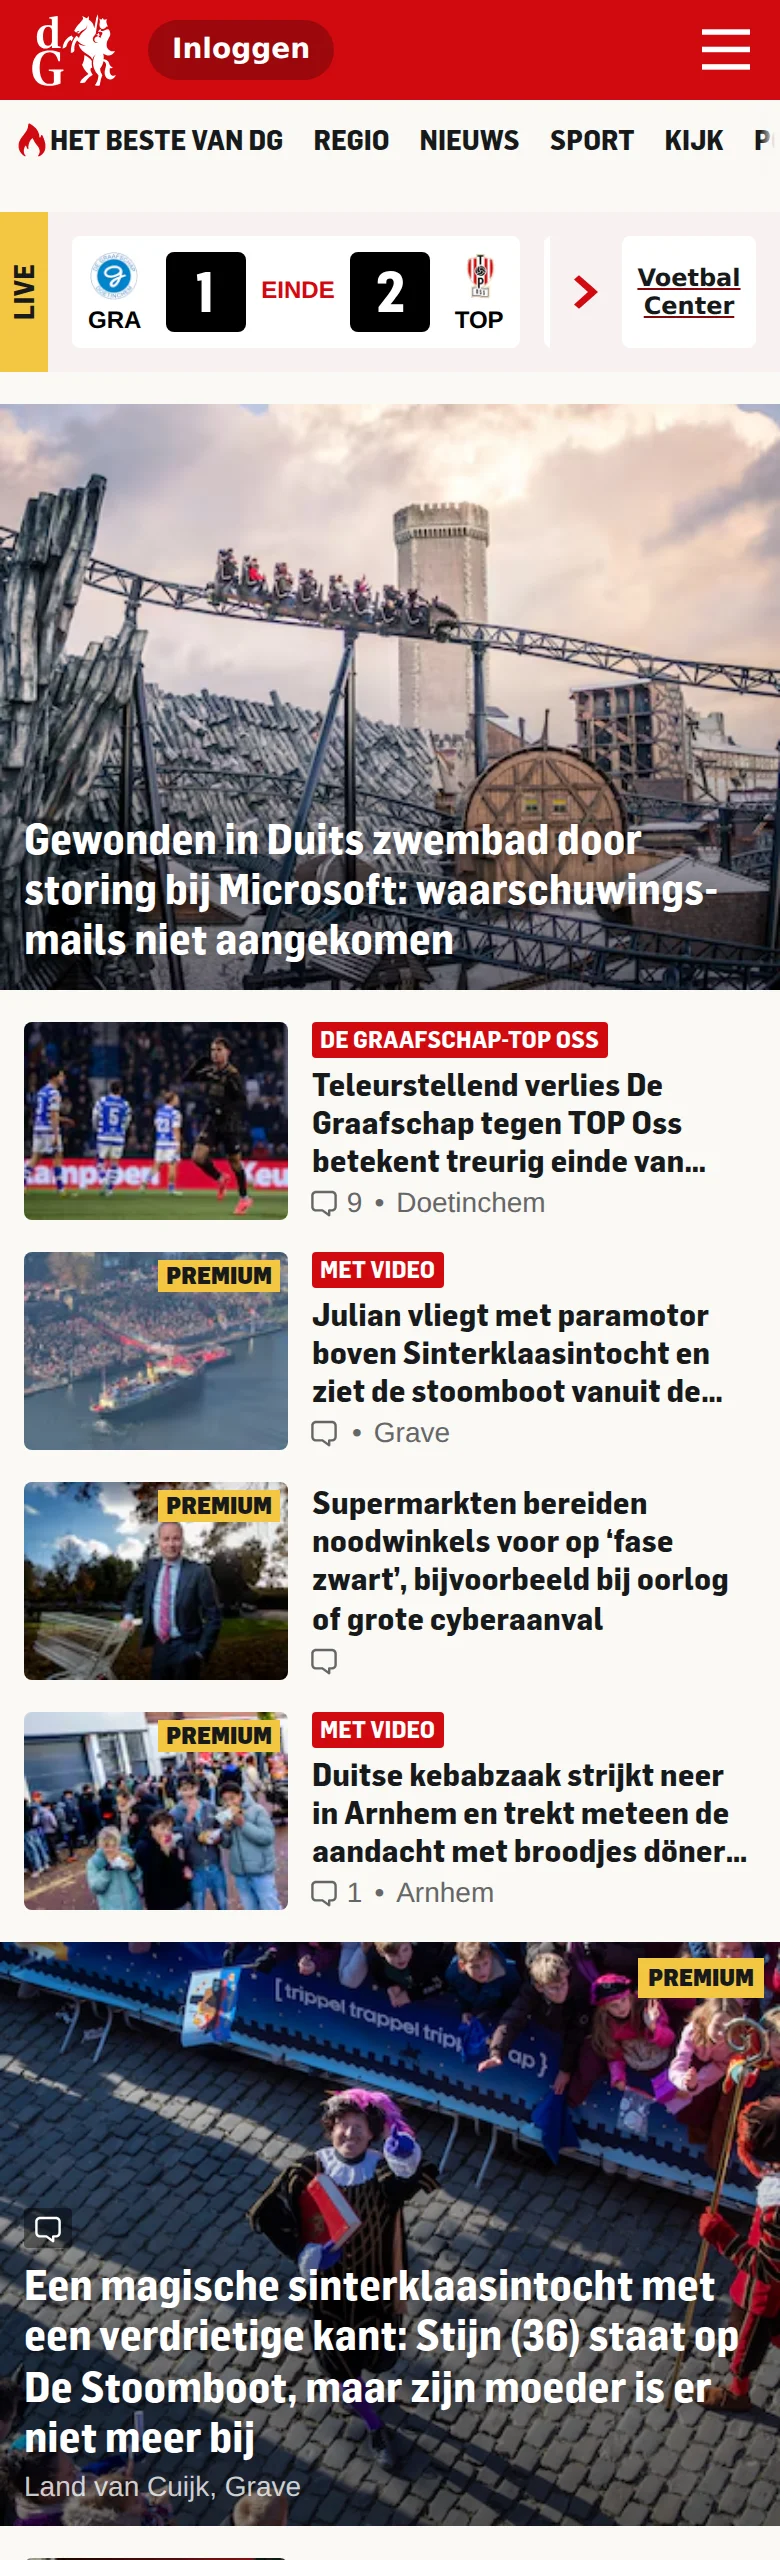 dG
Inloggen
HET BESTE VAN DG REGIO NIEUWS SPORT KIJK
LIVE
GRA
1
EINDE
2
TOP
Voetbal
Center
Gewonden in Duits zwembad door
storing bij Microsoft: waarschuwings-
mails niet aangekomen
DE GRAAFSCHAP-TOP OSS
Teleurstellend verlies De
Graafschap tegen TOP Oss
betekent treurig einde van...
9 • Doetinchem
PREMIUM
MET VIDEO
Julian vliegt met paramotor
boven Sinterklaasintocht en
ziet de stoomboot vanuit de...
• Grave
PREMIUM
Supermarkten bereiden
noodwinkels voor op ‘fase
zwart’, bijvoorbeeld bij oorlog
of grote cyberaanval
PREMIUM
MET VIDEO
Duitse kebabzaak strijkt neer
in Arnhem en trekt meteen de
aandacht met broodjes döner...
1 • Arnhem
PREMIUM
[trippel trappel
ap}
Een magische sinterklaasintocht met
een verdrietige kant: Stijn (36) staat op
De Stoomboot, maar zijn moeder is er
niet meer bij
Land van Cuijk, Grave